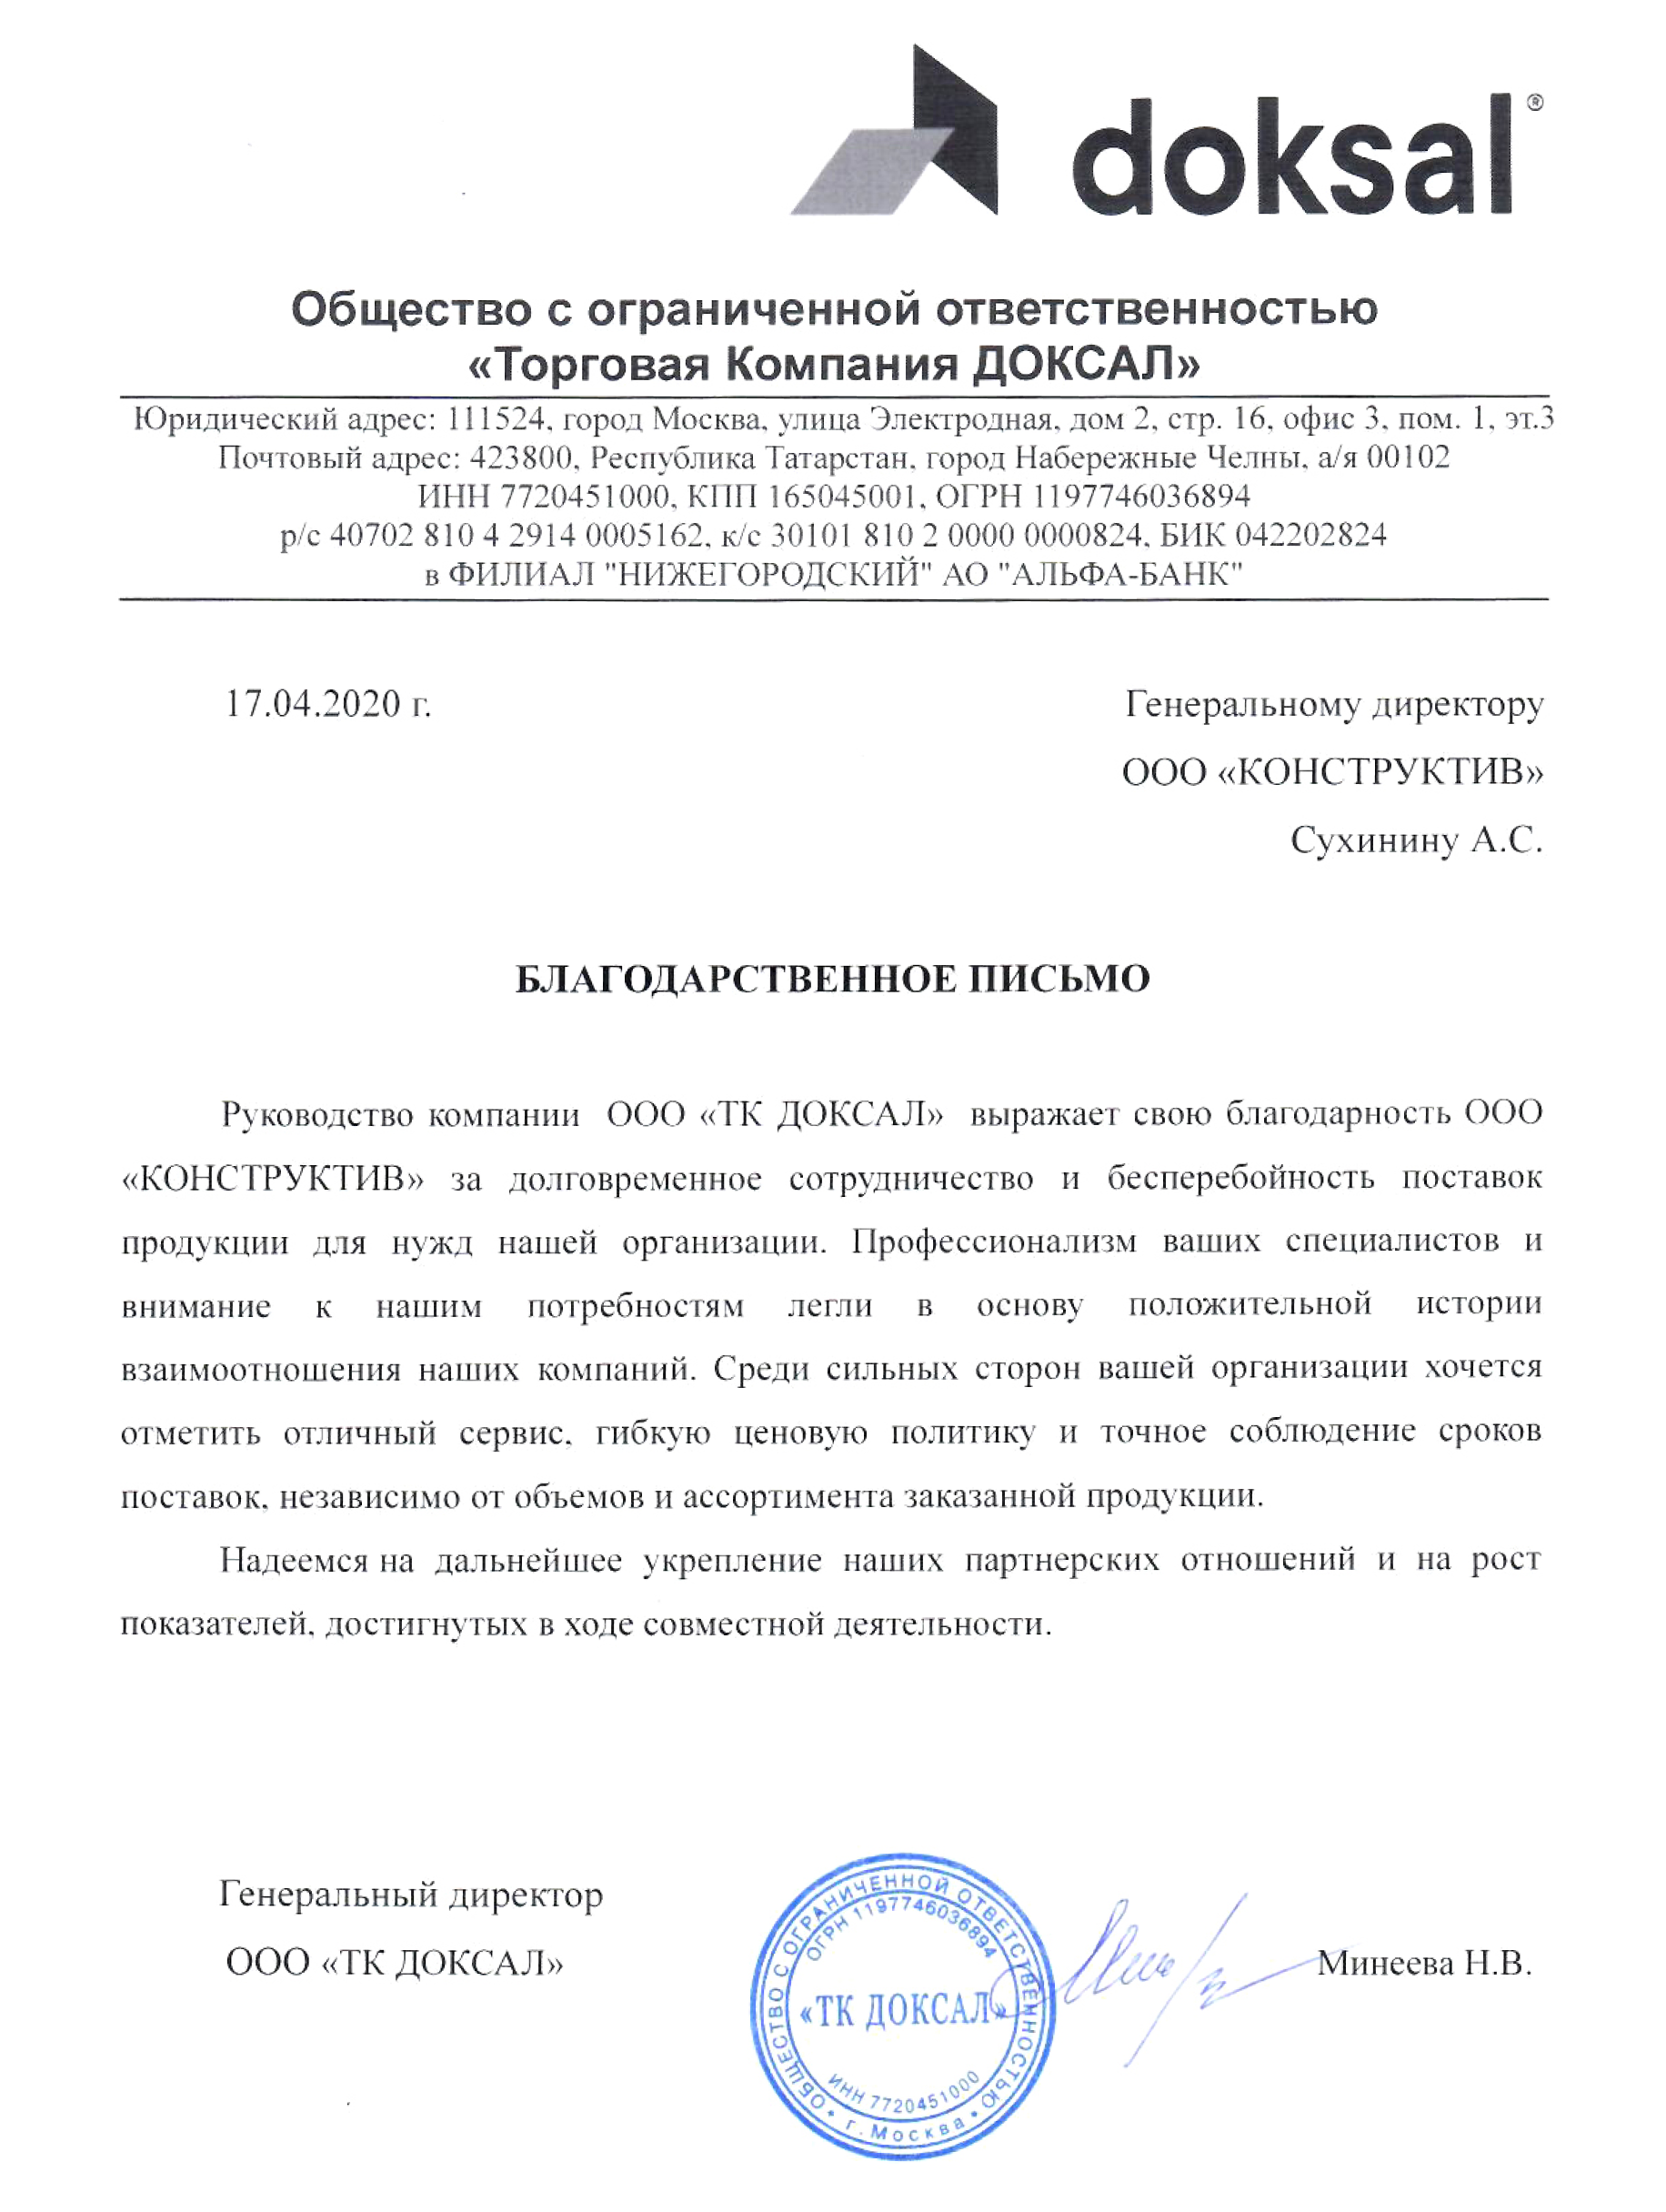 doksal®
Общество с ограниченной ответственностью
«Торговая Компания ДОКСАЛ»
Юридический адрес: 111524, город Москва, улица Электродная, дом 2, стр. 16, офис 3, пом. 1, эт.3
Почтовый адрес: 423800, Республика Татарстан, город Набережные Челны, а/я 00102
ИНН 7720451000, КПП 165045001, ОГРН 1197746036894
р/с 40702 810 4 2914 0005162, к/с 30101 810 2 0000 0000824, БИК 042202824
в ФИЛИАЛ "НИЖЕГОРОДСКИЙ" АО "АЛЬФА-БАНК"
17.04.2020 г.
Генеральному директору
ООО «КОНСТРУКТИВ»
Сухинину А.С.
БЛАГОДАРСТВЕННОЕ ПИСЬМО
Руководство компании ООО «ТК ДОКСАЛ» выражает свою благодарность ООО
«КОНСТРУКТИВ» за долговременное сотрудничество и бесперебойность поставок
продукции для нужд нашей организации. Профессионализм ваших специалистов и
внимание к нашим потребностям легли в основу положительной истории
взаимоотношения наших компаний. Среди сильных сторон вашей организации хочется
отметить отличный сервис, гибкую ценовую политику и точное соблюдение сроков
поставок, независимо от объемов и ассортимента заказанной продукции.
Надеемся на дальнейшее укрепление наших партнерских отношений и на рост
показателей, достигнутых в ходе совместной деятельности.
Генеральный директор
ООО «ТК ДОКСАЛ»
Минеева Н.В.
ОБЩЕСТВО С ОГРАНИЧЕННОЙ ОТВЕТСТВЕННОСТЬЮ
ОГРН 1197746036894
«ТК ДОКСАЛ»
ИНН 7720451000
• г. Москва •